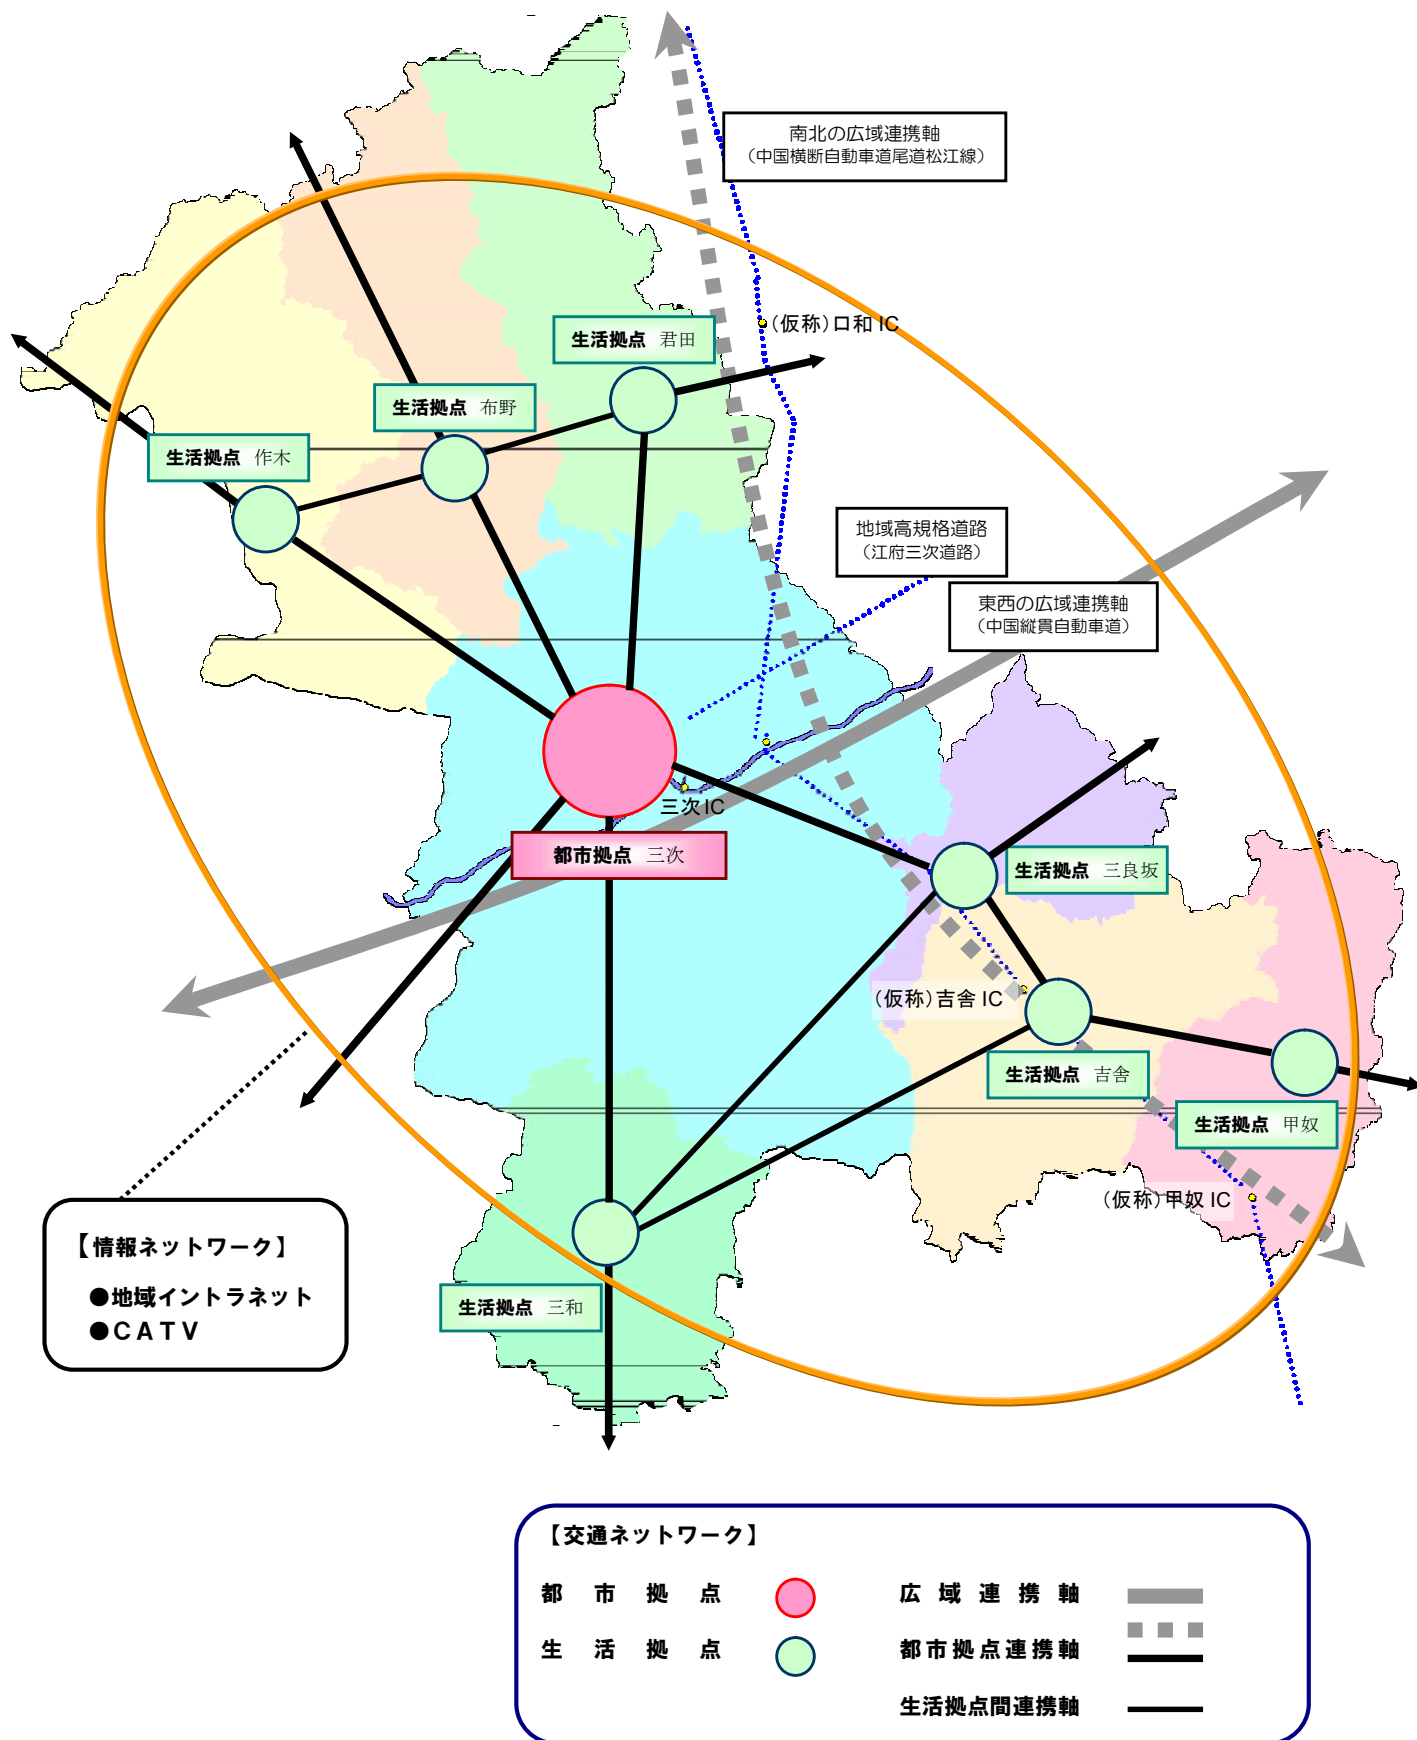 南北の広域連携軸
（中国横断自動車道尾道松江線）
（仮称）口和 IC
生活拠点 君田
生活拠点 布野
生活拠点 作木
地域高規格道路
（江府三次道路）
東西の広域連携軸
（中国縦貫自動車道）
三次 IC
都市拠点 三次
生活拠点 三良坂
（仮称）吉舎 IC
生活拠点 吉舎
生活拠点 甲奴
（仮称）甲奴 IC
【情報ネットワーク】
●地域イントラネット
●ＣＡＴＶ
生活拠点 三和
【交通ネットワーク】
都市拠点
広域連携軸
生活拠点
都市拠点連携軸
生活拠点間連携軸